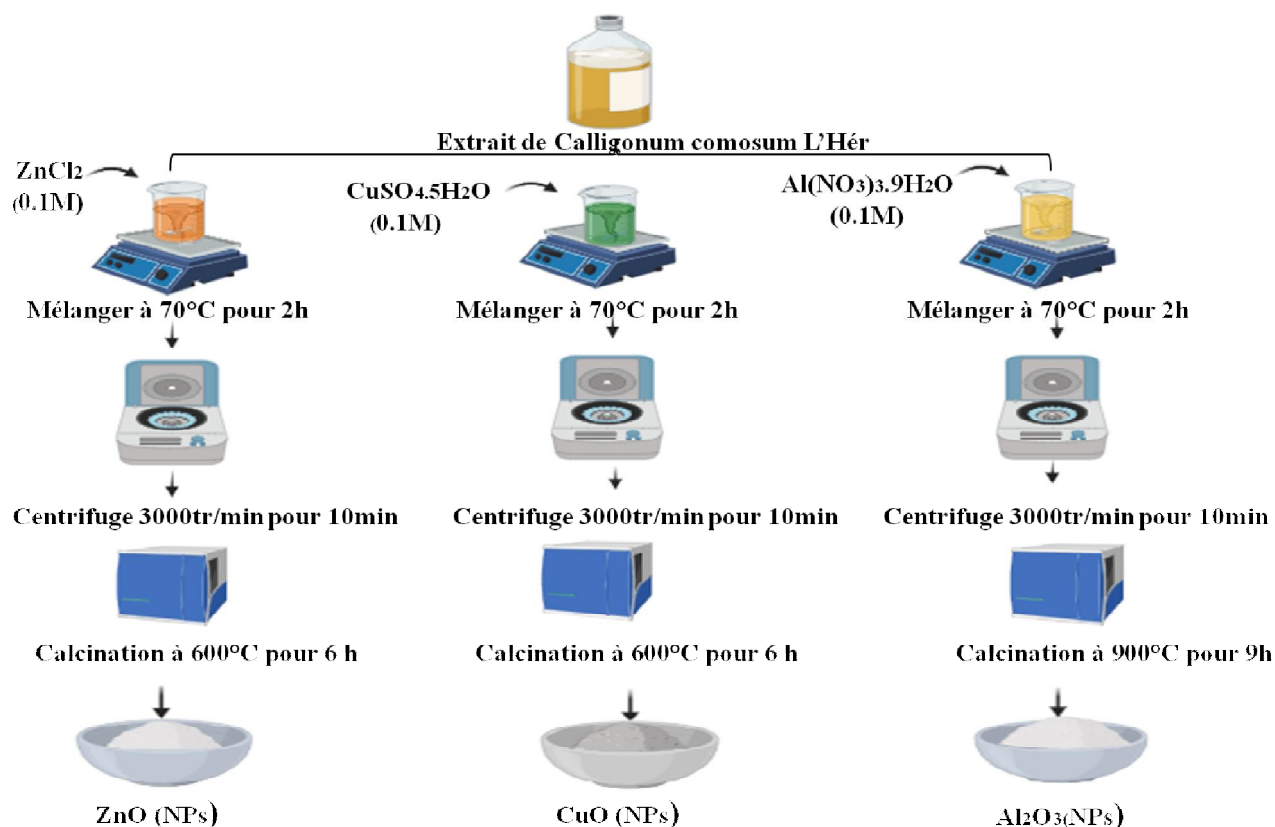 Extrait de Calligonum comosum L'Hér
ZnCl₂
(0.1M)
CuSO₄.5H₂O
(0.1M)
Al(NO₃)₃.9H₂O
(0.1M)
Mélanger à 70°C pour 2h
Mélanger à 70°C pour 2h
Mélanger à 70°C pour 2h
Centrifuge 3000tr/min pour 10min
Centrifuge 3000tr/min pour 10min
Centrifuge 3000tr/min pour 10min
Calcination à 600°C pour 6 h
Calcination à 600°C pour 6 h
Calcination à 900°C pour 9h
ZnO (NPs)
CuO (NPs)
Al₂O₃(NPs)